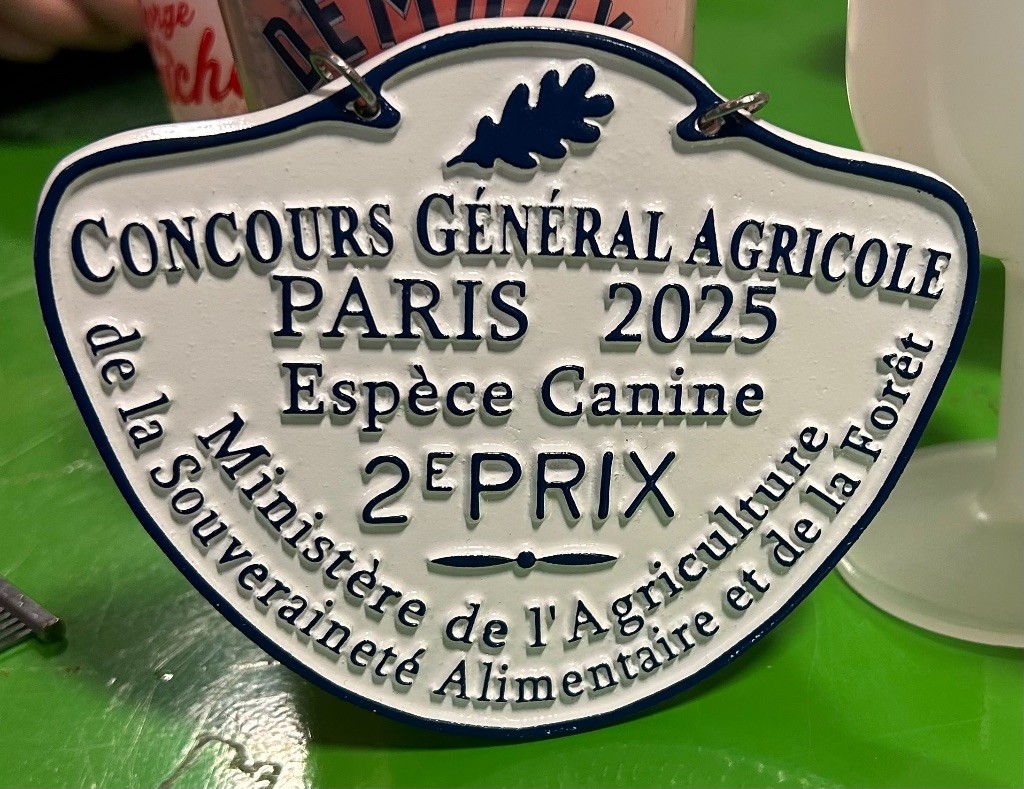 DEMAK
CONCOURS GÉNÉRAL AGRICOLE
PARIS 2025
Espèce Canine
2E PRIX
Ministère de l'Agriculture
de la Souveraineté Alimentaire et de la Forêt